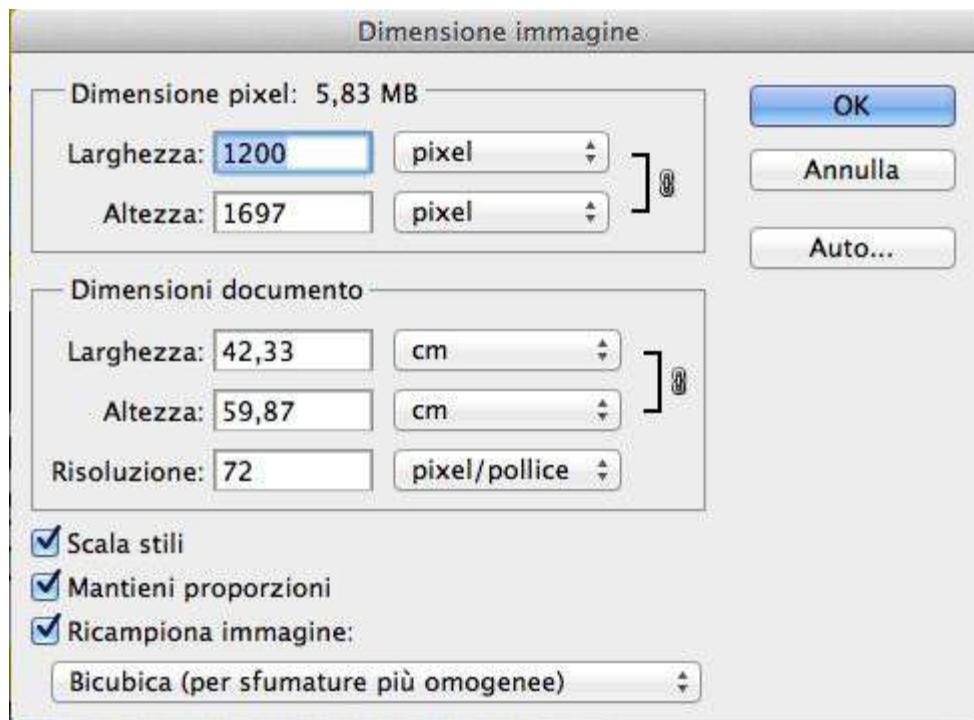 Dimensione immagine
Dimensione pixel: 5,83 MB
Larghezza: 1200 pixel
Altezza: 1697 pixel
OK
Annulla
Auto...
Dimensioni documento
Larghezza: 42,33 cm
Altezza: 59,87 cm
Risoluzione: 72 pixel/pollice
Scala stili
Mantieni proporzioni
Ricampiona immagine:
Bicubica (per sfumature più omogenee)